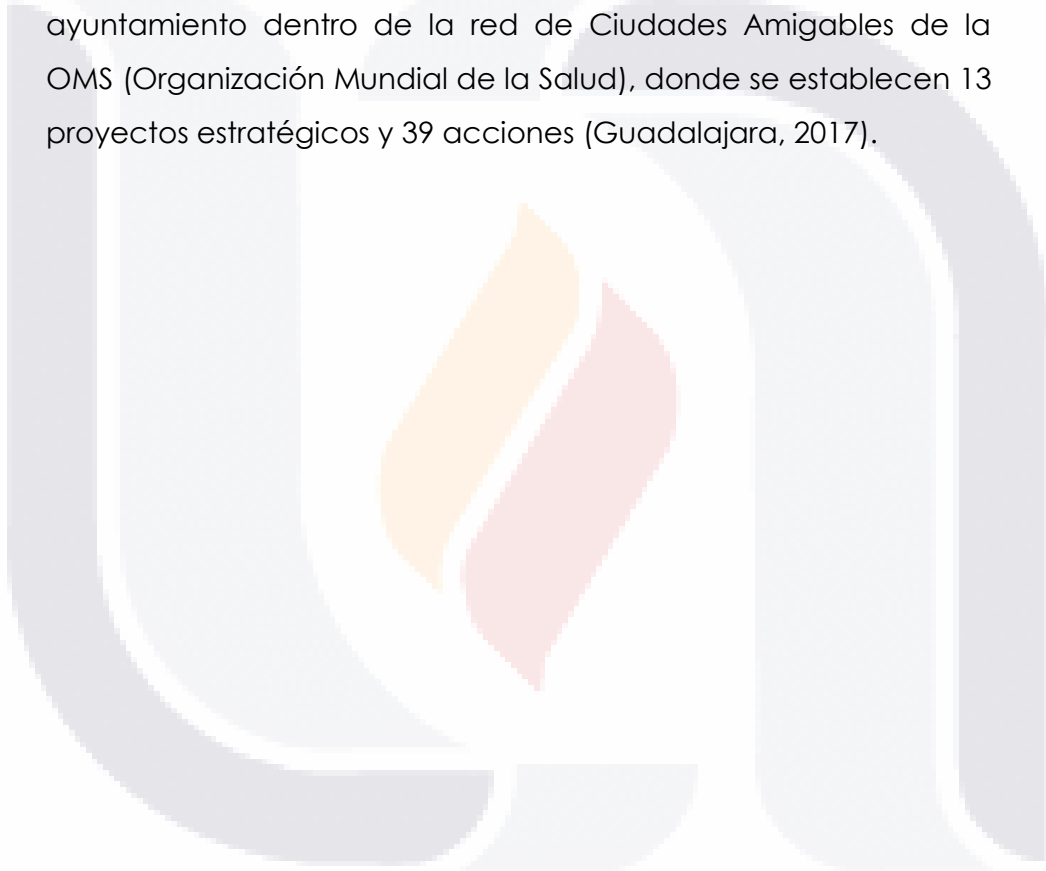 ayuntamiento dentro de la red de Ciudades Amigables de la
OMS (Organización Mundial de la Salud), donde se establecen 13
proyectos estratégicos y 39 acciones (Guadalajara, 2017).